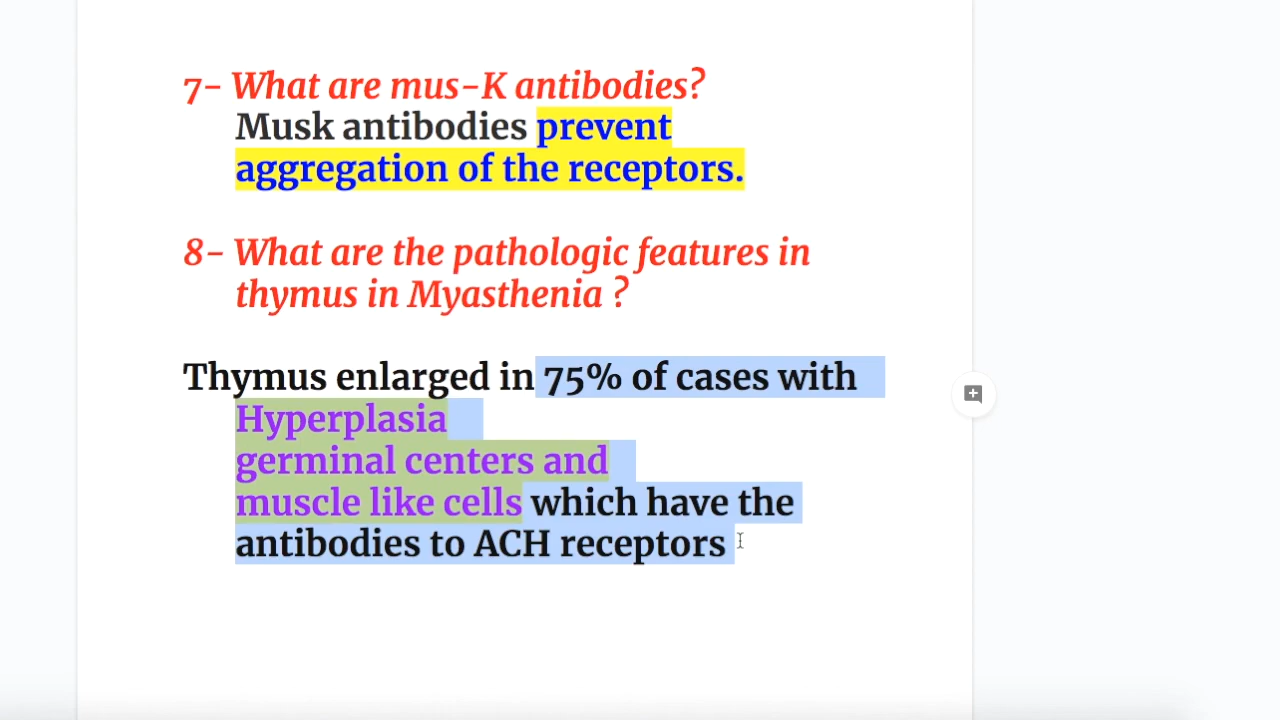 7- What are mus-K antibodies?
Musk antibodies prevent
aggregation of the receptors.
8- What are the pathologic features in
thymus in Myasthenia ?
Thymus enlarged in 75% of cases with
Hyperplasia
germinal centers and
muscle like cells which have the
antibodies to ACH receptors